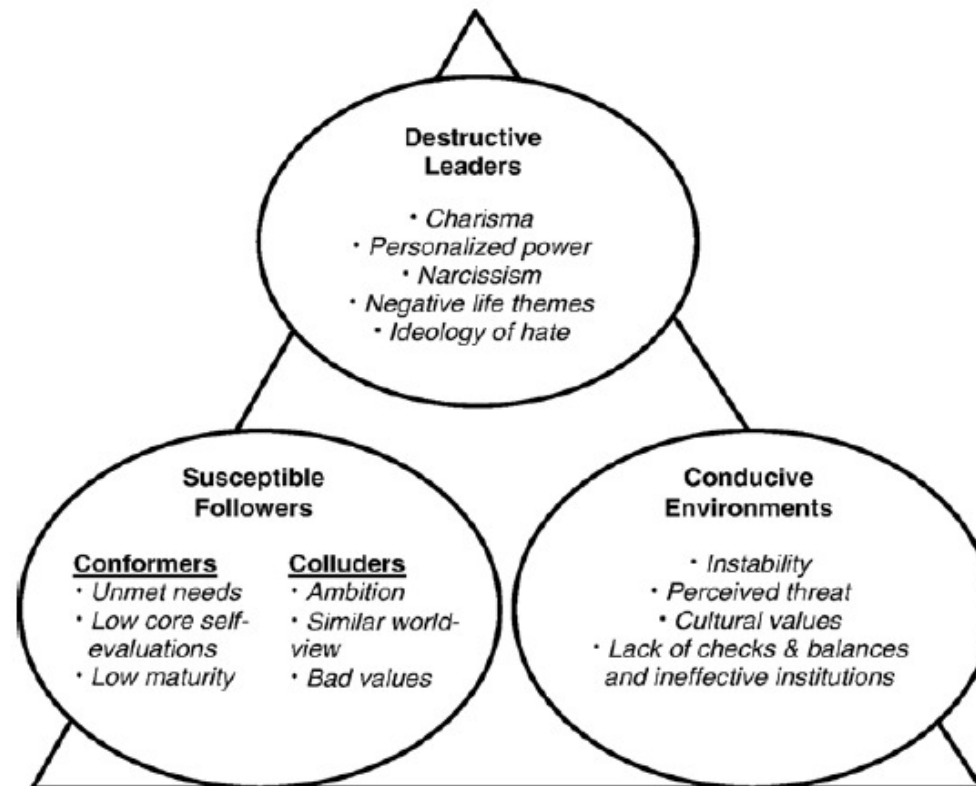 Destructive
Leaders
· Charisma
· Personalized power
· Narcissism
· Negative life themes
· Ideology of hate
Susceptible
Followers
Conformers
· Unmet needs
· Low core self-
evaluations
· Low maturity
Colluders
· Ambition
· Similar world-
view
· Bad values
Conducive
Environments
· Instability
· Perceived threat
· Cultural values
· Lack of checks & balances
and ineffective institutions